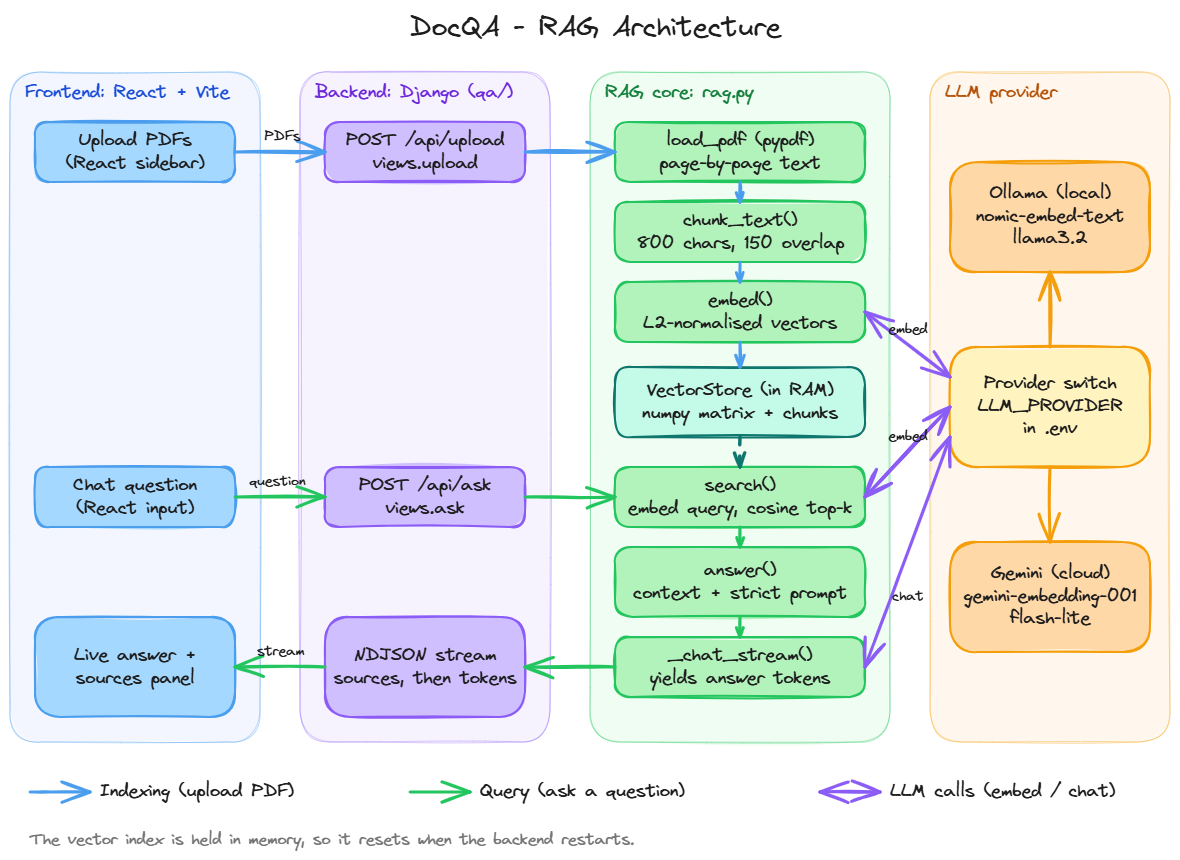 DocQA - RAG Architecture
Frontend: React + Vite
Upload PDFs
(React sidebar)
PDFs
Chat question
(React input)
question
Live answer +
sources panel
stream
Backend: Django (qa/)
POST /api/upload
views.upload
POST /api/ask
views.ask
NDJSON stream
sources, then tokens
RAG core: rag.py
load_pdf (pypdf)
page-by-page text
chunk_text()
800 chars, 150 overlap
embed()
L2-normalised vectors
VectorStore (in RAM)
numpy matrix + chunks
search()
embed query, cosine top-k
answer()
context + strict prompt
_chat_stream()
yields answer tokens
embed
embed
chat
LLM provider
Ollama (local)
nomic-embed-text
llama3.2
Provider switch
LLM_PROVIDER
in .env
Gemini (cloud)
gemini-embedding-001
flash-lite
Indexing (upload PDF)
Query (ask a question)
LLM calls (embed / chat)
The vector index is held in memory, so it resets when the backend restarts.